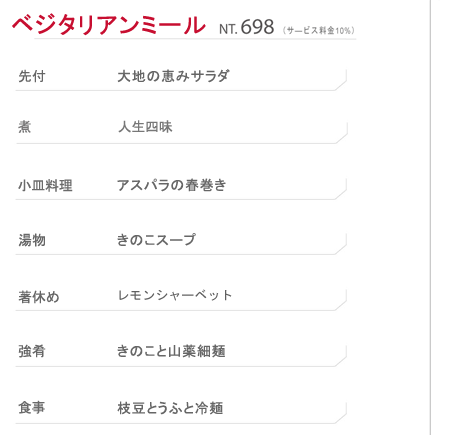 ベジタリアンミール NT. 698 (サービス料金10%)
先付 大地の恵みサラダ
煮 人生四味
小皿料理 アスパラの春巻き
湯物 きのこスープ
著休め レモンシャーベット
強肴 きのこと山薬細麺
食事 枝豆とうふと冷麺